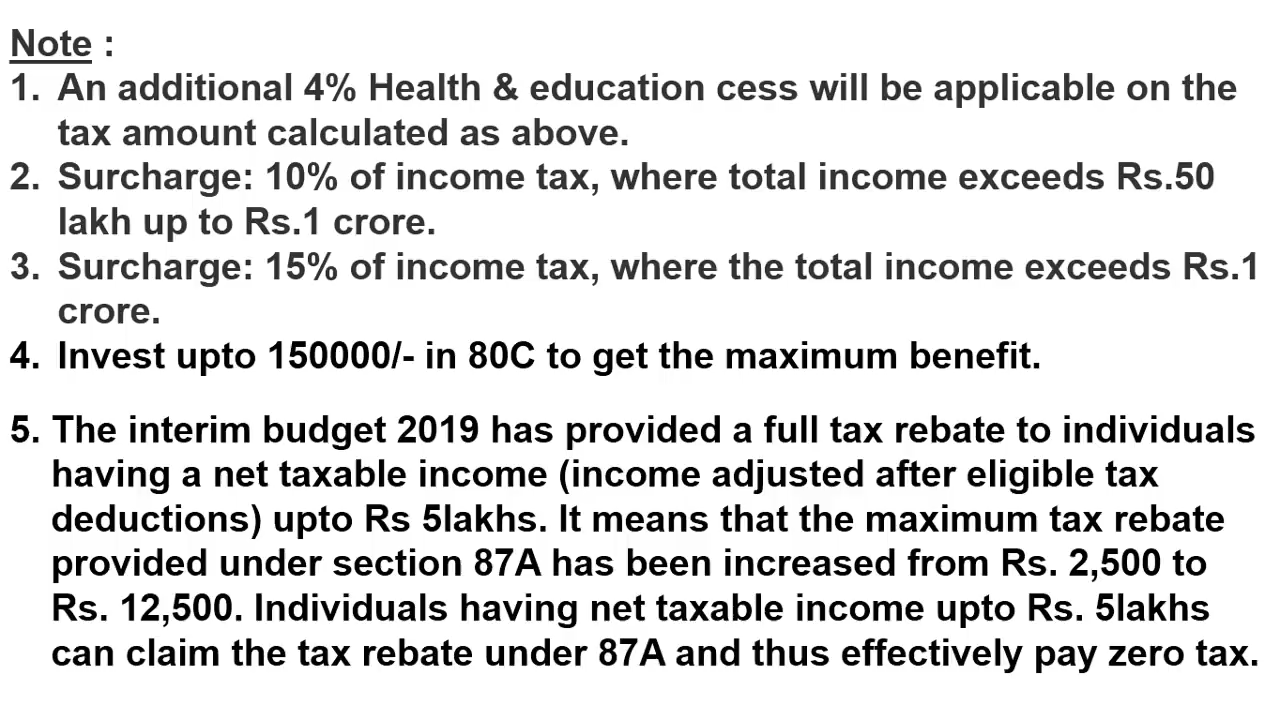 Note :
1. An additional 4% Health & education cess will be applicable on the
tax amount calculated as above.
2. Surcharge: 10% of income tax, where total income exceeds Rs.50
lakh up to Rs.1 crore.
3. Surcharge: 15% of income tax, where the total income exceeds Rs.1
crore.
4. Invest upto 150000/- in 80C to get the maximum benefit.
5. The interim budget 2019 has provided a full tax rebate to individuals
having a net taxable income (income adjusted after eligible tax
deductions) upto Rs 5lakhs. It means that the maximum tax rebate
provided under section 87A has been increased from Rs. 2,500 to
Rs. 12,500. Individuals having net taxable income upto Rs. 5lakhs
can claim the tax rebate under 87A and thus effectively pay zero tax.